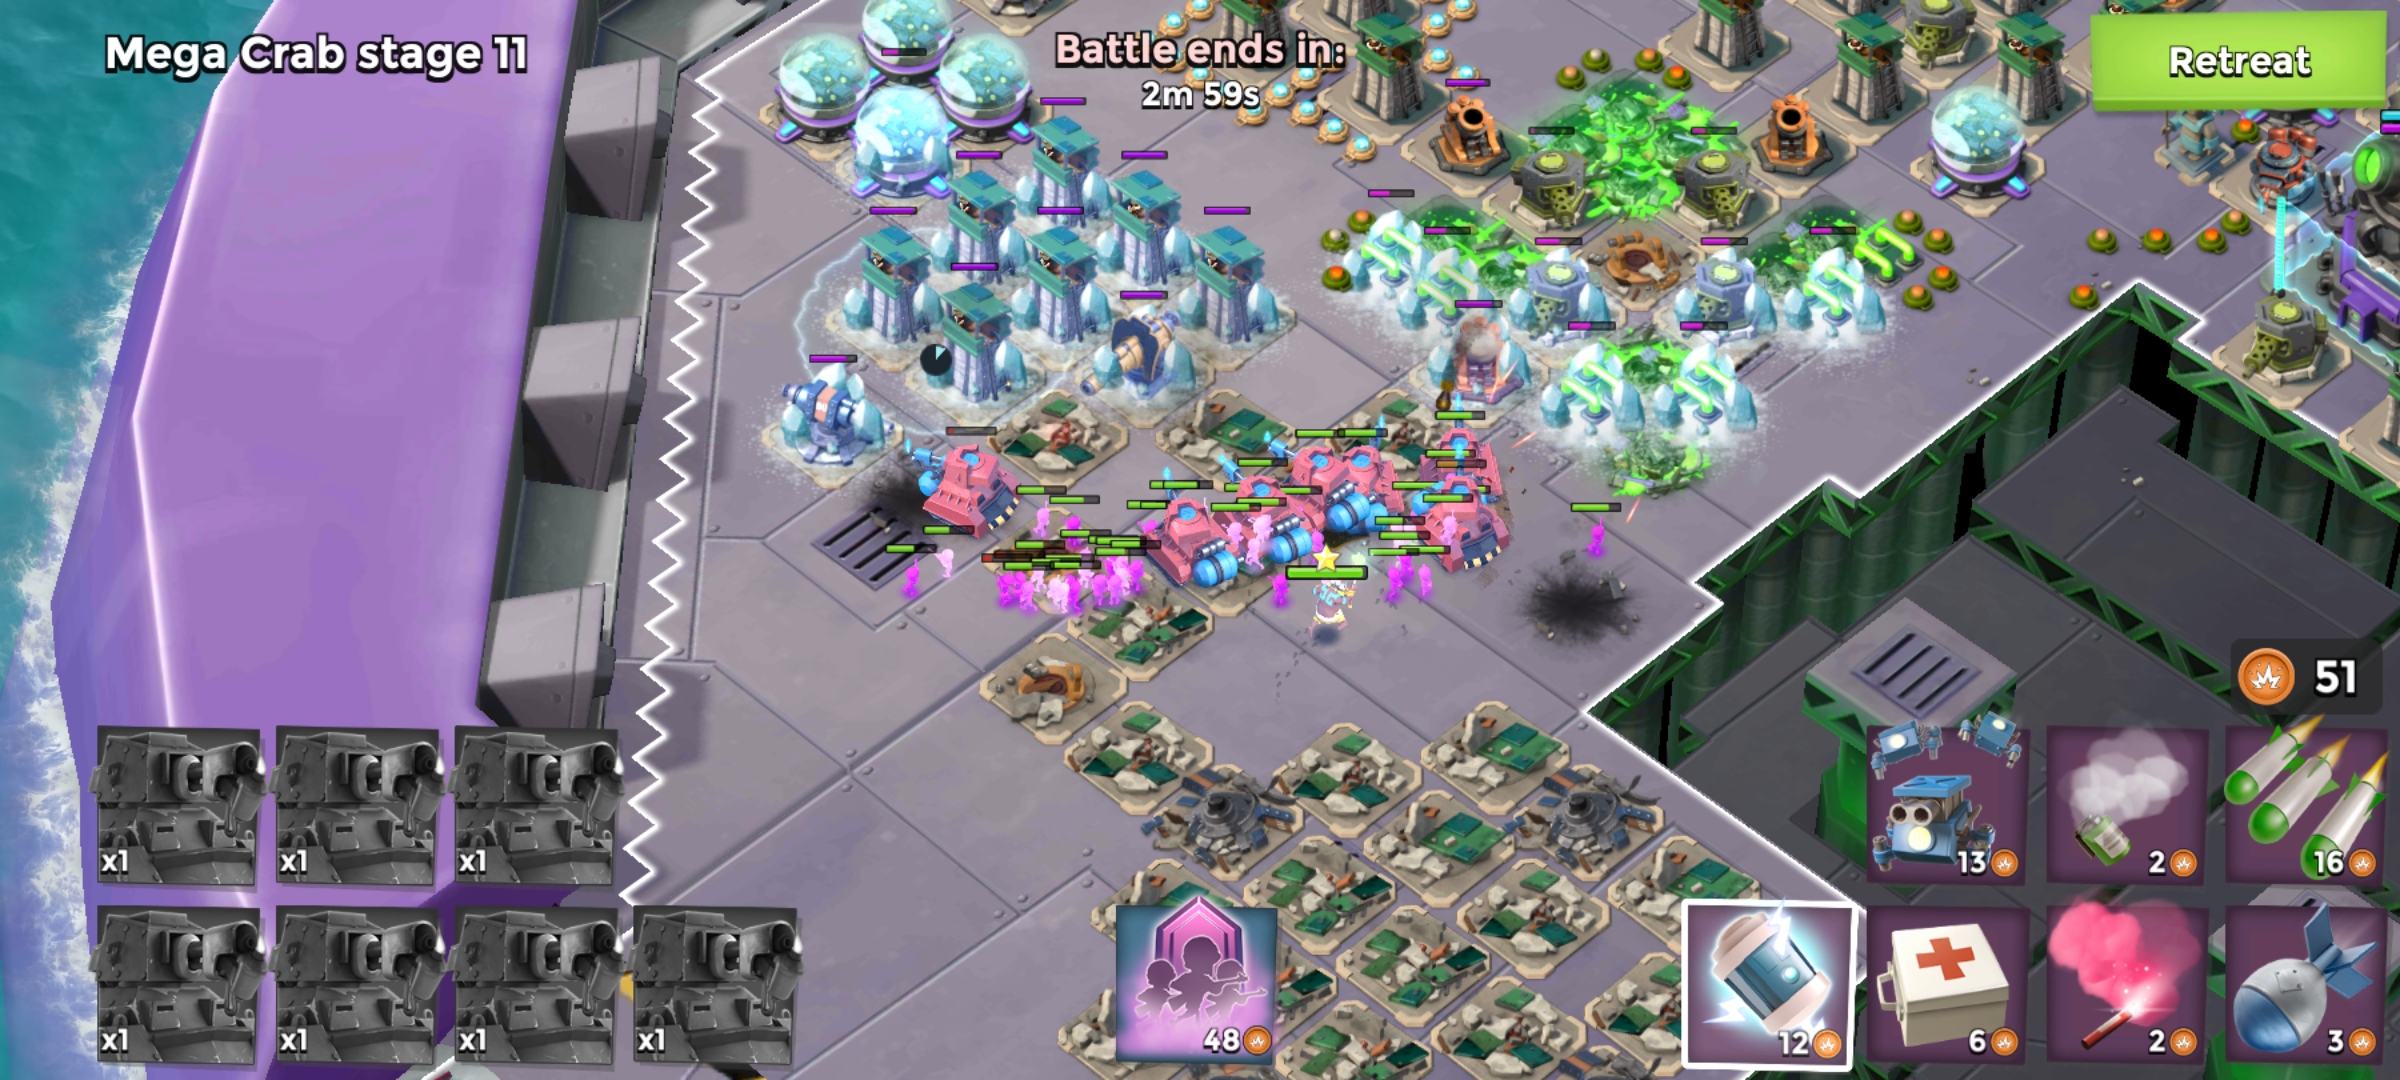 Mega Crab stage 11
Battle ends in:
2m 59s
Retreat
51
x1
x1
x1
13
2
16
x1
x1
x1
x1
48
12
6
2
3